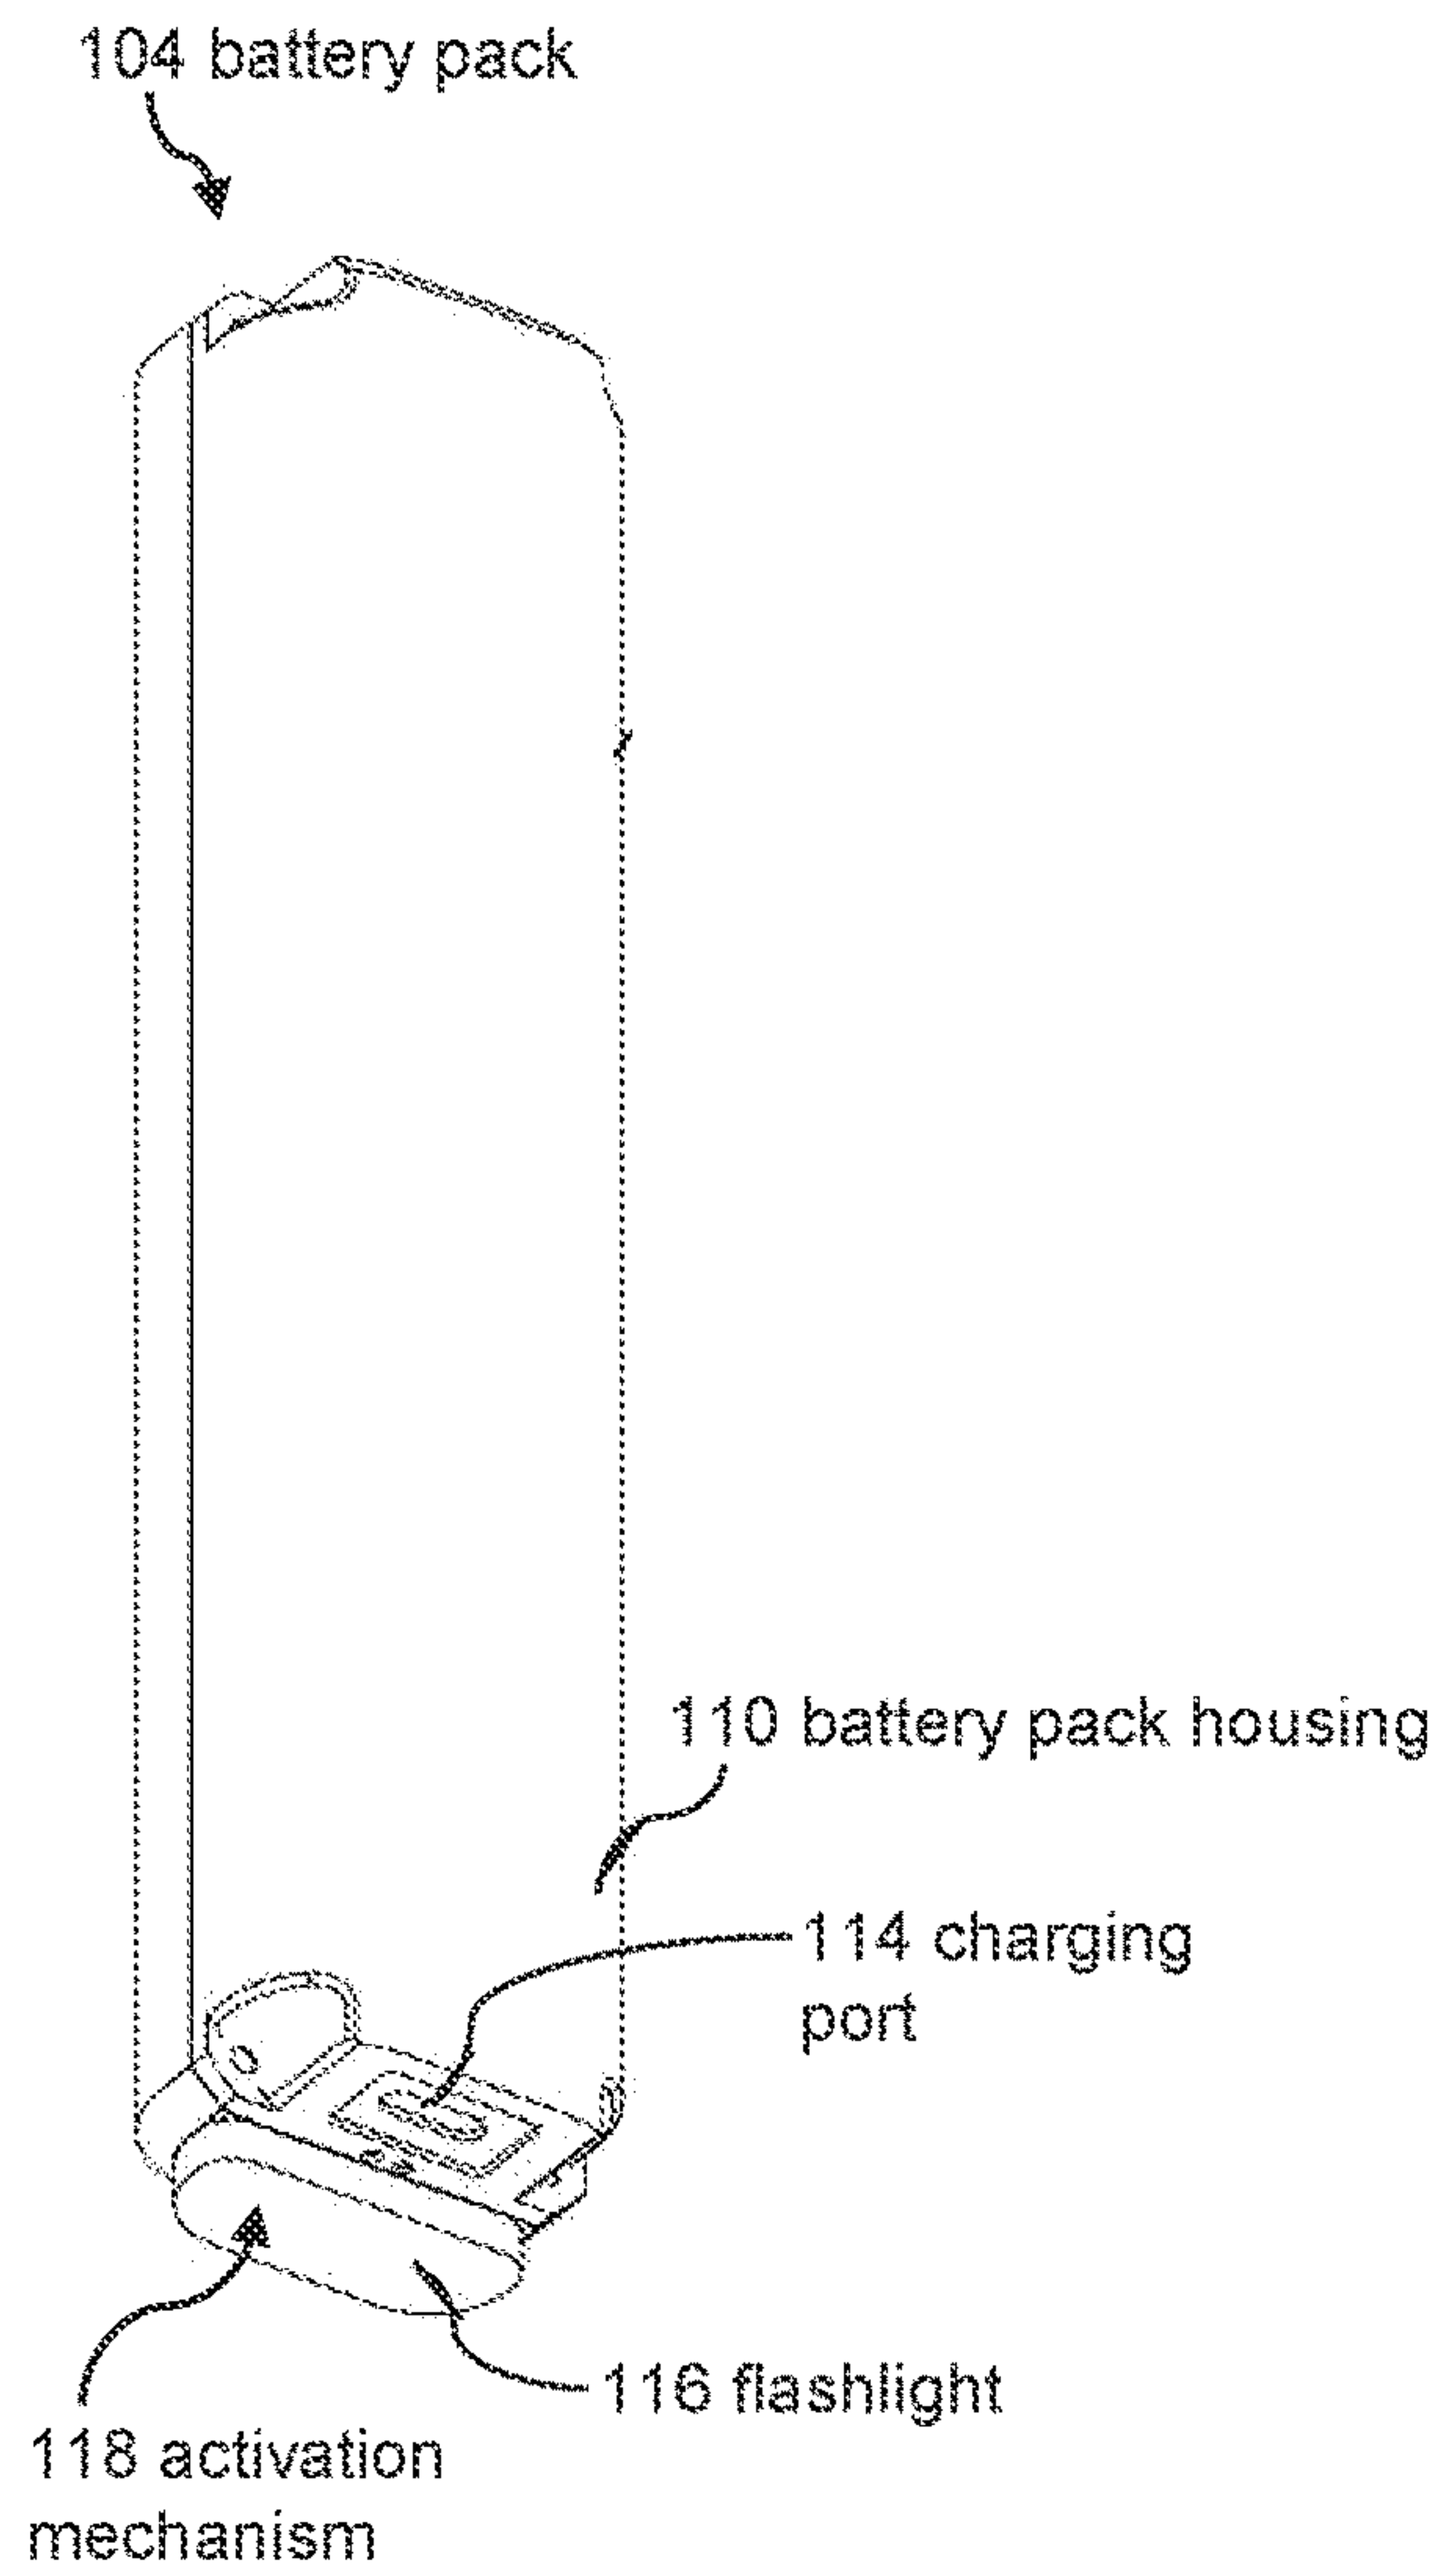 104 battery pack
110 battery pack housing
114 charging
port
116 flashlight
118 activation
mechanism